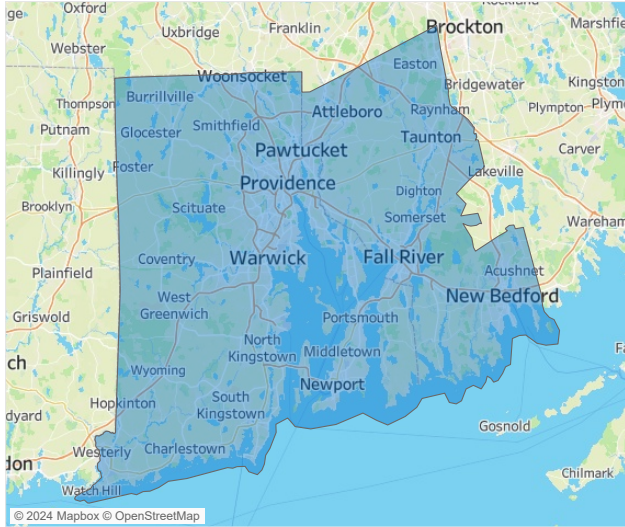 Oxford
Rockland
Uxbridge
Franklin
Brockton
Webster
Easton
Woonsocket
Bridgewater
Kingston
Burrillville
Thompson
Attleboro
Raynham
Plympton
Putnam
Glocester
Smithfield
Taunton
Pawtucket
Carver
Foster
Killingly
Lakeville
Providence
Dighton
Brooklyn
Scituate
Somerset
Coventry
Warwick
Fall River
Plainfield
Acushnet
West
Greenwich
New Bedford
Griswold
Portsmouth
North
Kingstown
Middletown
Wyoming
Newport
Hopkinton
South
Kingstown
Gosnold
Charlestown
Westerly
Chilmark
Watch Hill
© 2024 Mapbox © OpenStreetMap